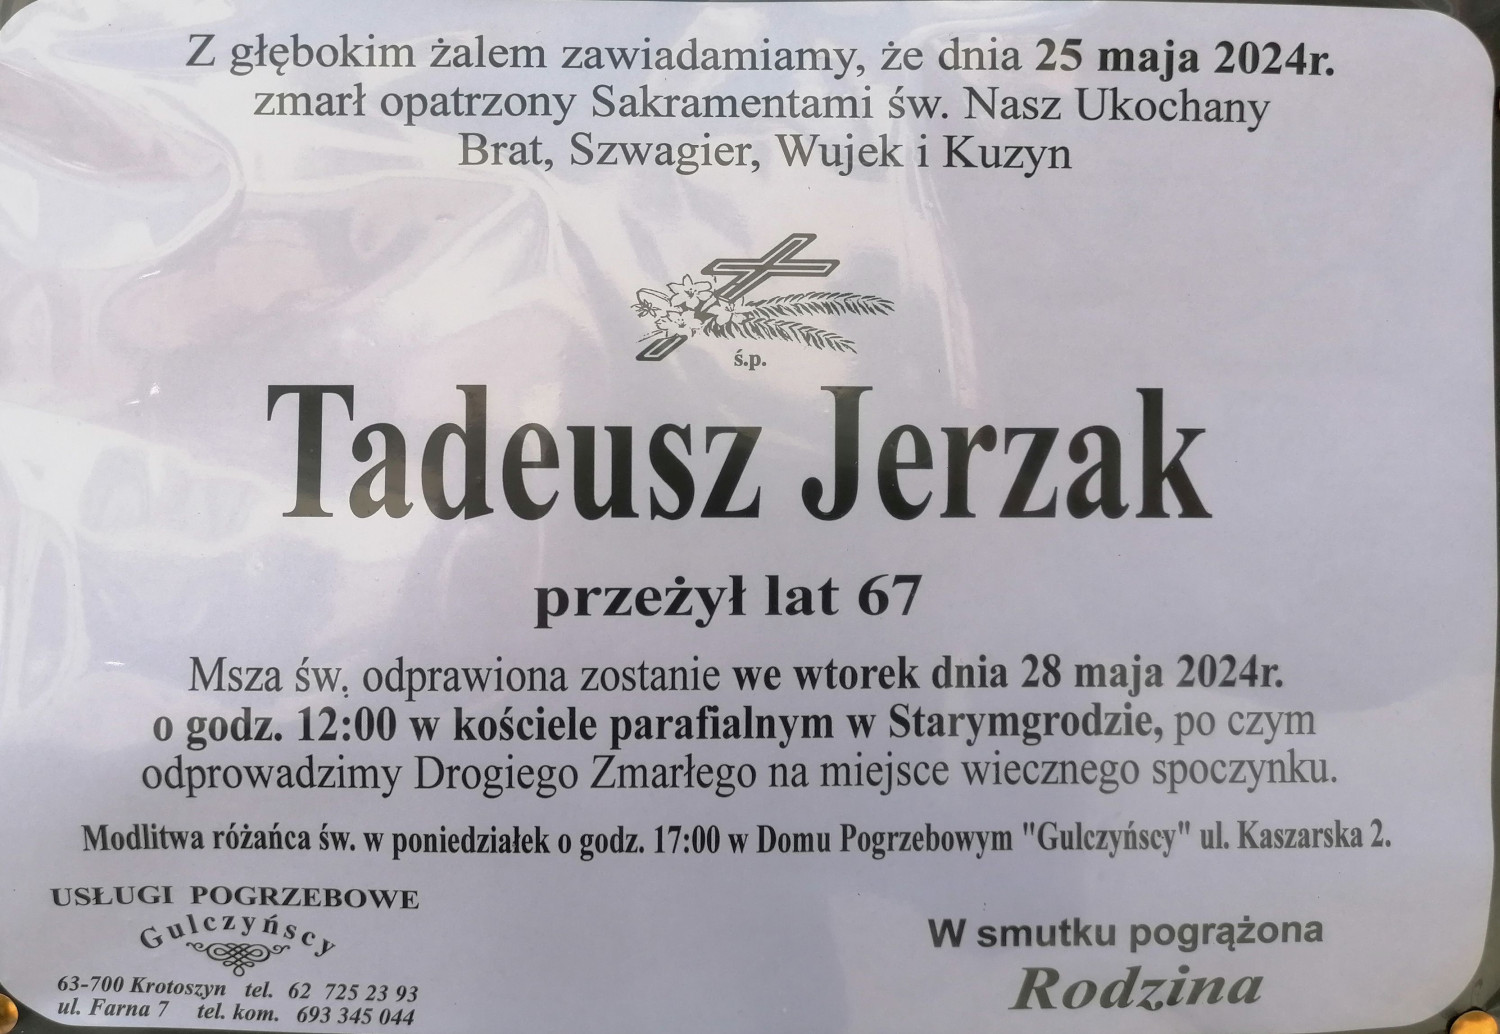 Z głębokim żalem zawiadamiamy, że dnia 25 maja 2024r.
zmarł opatrzony Sakramentami św. Nasz Ukochany
Brat, Szwagier, Wujek i Kuzyn
ś.p.
Tadeusz Jerzak
przeżył lat 67
Msza św. odprawiona zostanie we wtorek dnia 28 maja 2024r.
o godz. 12:00 w kościele parafialnym w Starymgrodzie, po czym
odprowadzimy Drogiego Zmarłego na miejsce wiecznego spoczynku.
Modlitwa różańca św. w poniedziałek o godz. 17:00 w Domu Pogrzebowym "Gulczyńscy" ul. Kaszarska 2.
USŁUGI POGRZEBOWE
Gulczyńscy
63-700 Krotoszyn tel. 62 725 23 93
ul. Farna 7 tel. kom. 693 345 044
W smutku pogrążona
Rodzina